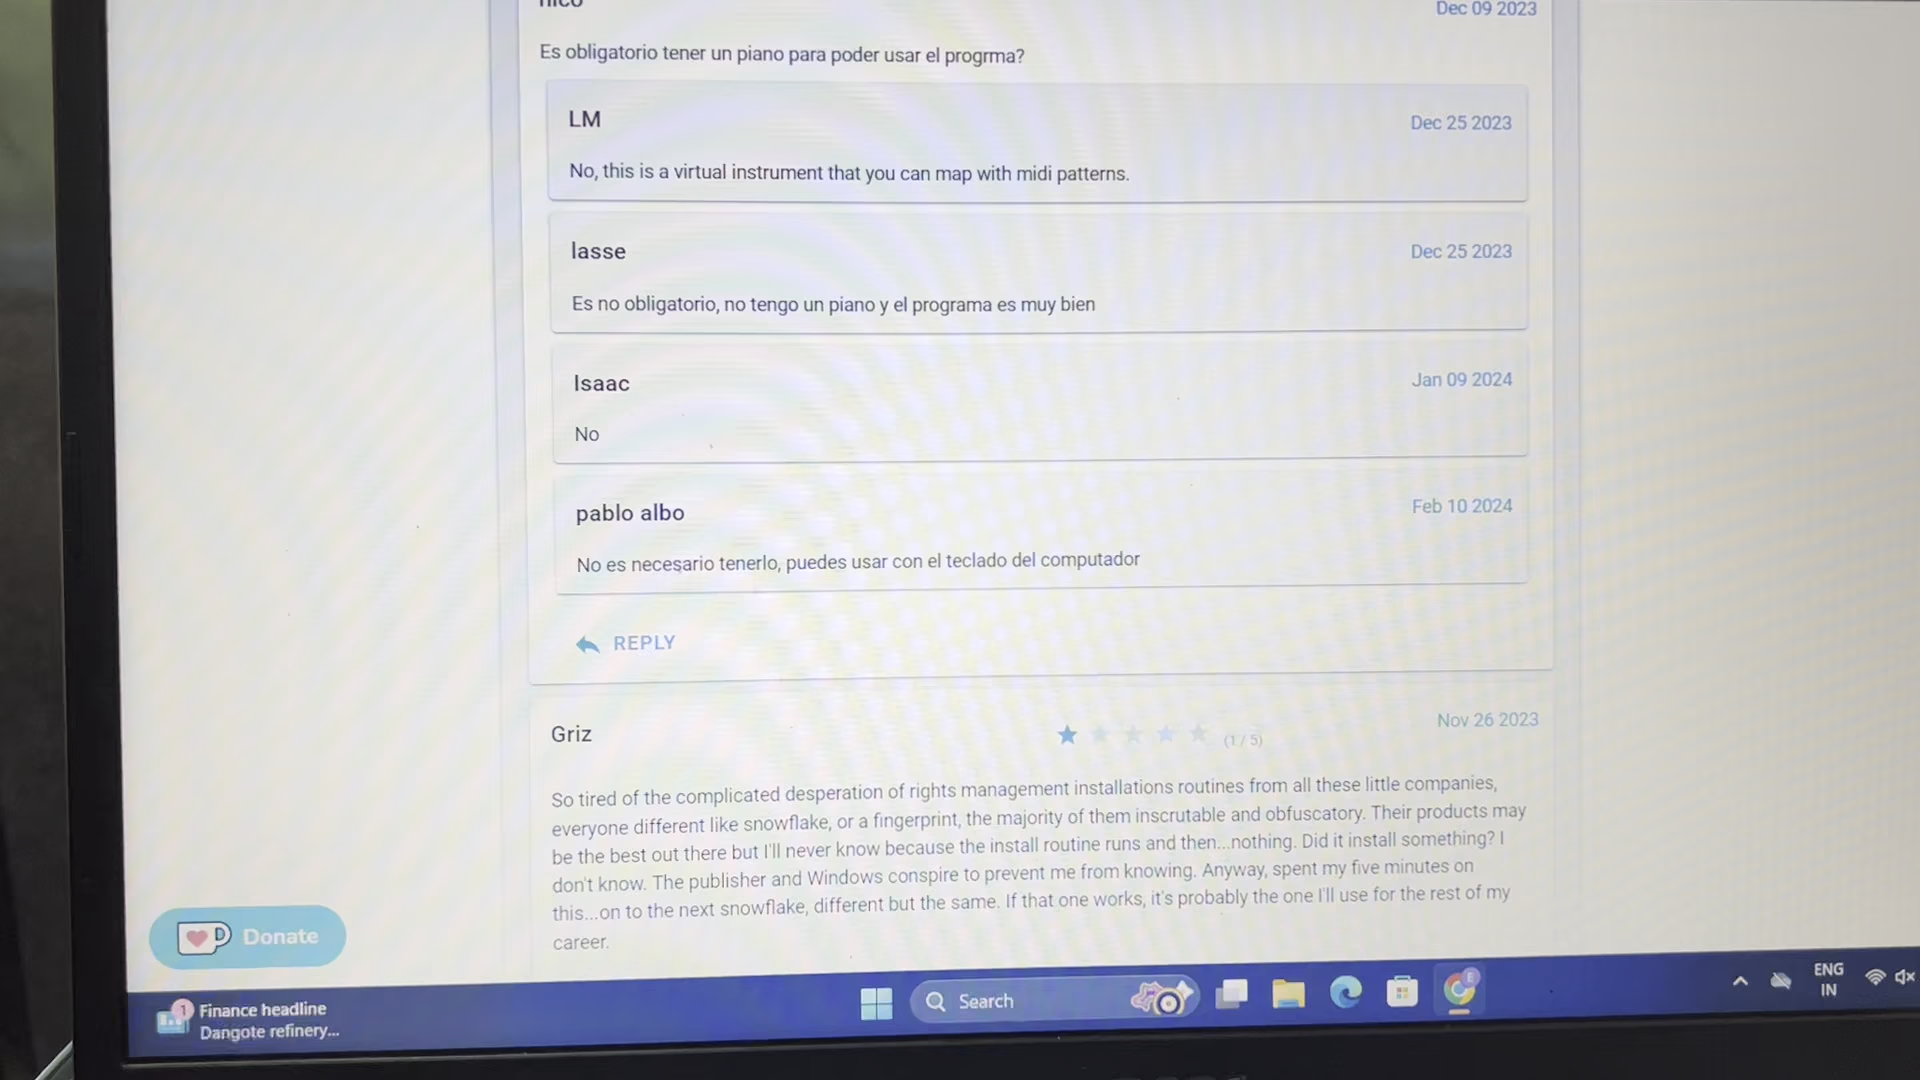 nico
Dec 09 2023
Es obligatorio tener un piano para poder usar el progrma?
LM
Dec 25 2023
No, this is a virtual instrument that you can map with midi patterns.
lasse
Dec 25 2023
Es no obligatorio, no tengo un piano y el programa es muy bien
Isaac
Jan 09 2024
No
pablo albo
Feb 10 2024
No es necesario tenerlo, puedes usar con el teclado del computador
REPLY
Griz
(1 / 5)
Nov 26 2023
So tired of the complicated desperation of rights management installations routines from all these little companies,
everyone different like snowflake, or a fingerprint, the majority of them inscrutable and obfuscatory. Their products may
be the best out there but I'll never know because the install routine runs and then...nothing. Did it install something? I
don't know. The publisher and Windows conspire to prevent me from knowing. Anyway, spent my five minutes on
this...on to the next snowflake, different but the same. If that one works, it's probably the one I'll use for the rest of my
career.
D Donate
1
Finance headline
Dangote refinery...
Search
E
ENG
IN